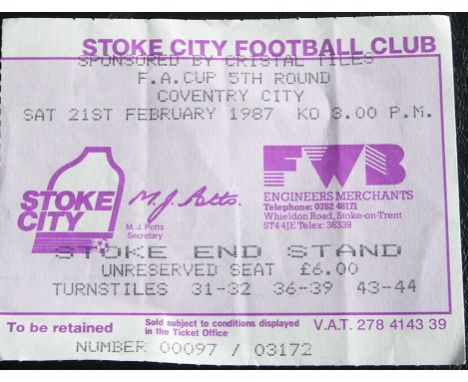 STOKE CITY FOOTBALL CLUB
SPONSORED BY CRISTAL TILES
F.A.CUP 5TH ROUND
COVENTRY CITY
SAT 21ST FEBRUARY 1987 KO 3.00 P.M.
STOKE
CITY
M.J. Potts.
M. J. Potts
Secretary
FWB
ENGINEERS MERCHANTS
Telephone: 0782 48171
Whieldon Road, Stoke-on-Trent
ST4 4JE Telex: 36339
STOKE END STAND
UNRESERVED SEAT £6.00
TURNSTILES 31-32 36-39 43-44
To be retained
Sold subject to conditions displayed
in the Ticket Office
V.A.T. 278 4143 39
NUMBER 00097 / 03172